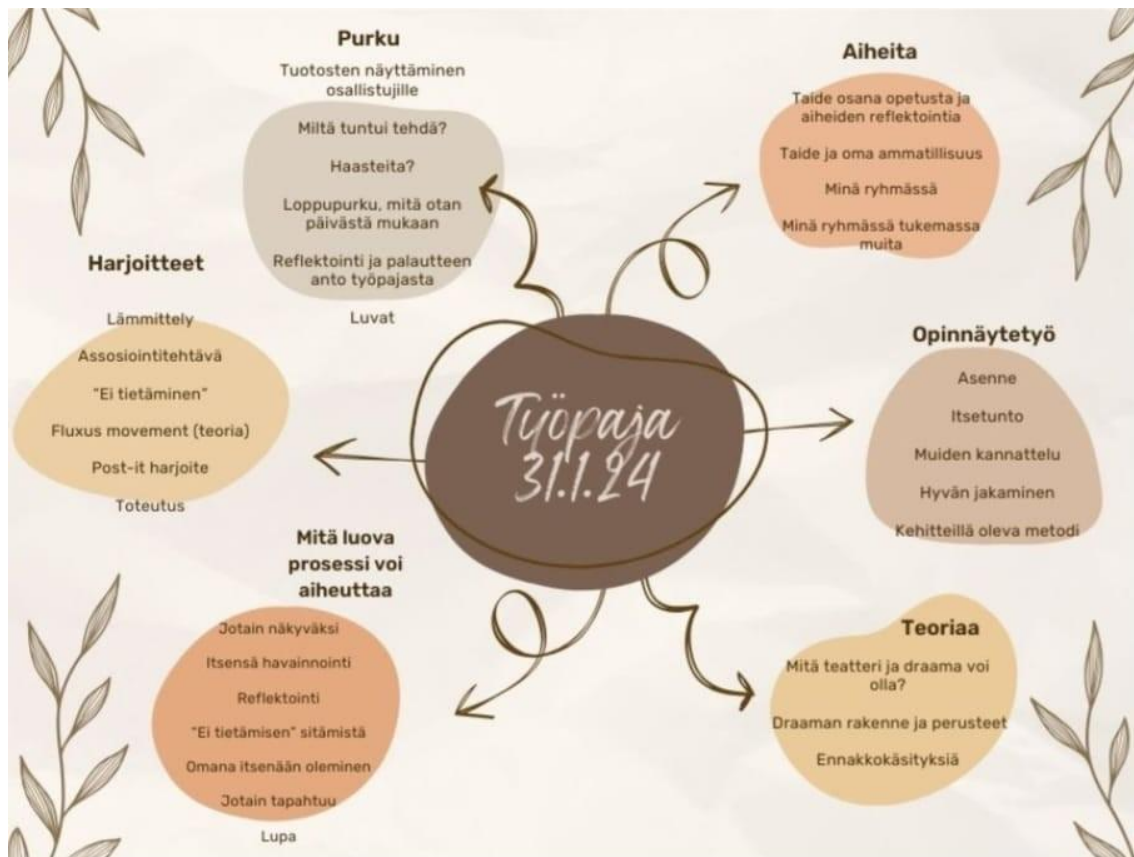 Purku
Tuotosten näyttäminen
osallistujille
Miltä tuntui tehdä?
Haasteita?
Loppupurku, mitä otan
päivästä mukaan
Reflektointi ja palautteen
anto työpajasta
Luvat
Aiheita
Taide osana opetusta ja
aiheiden reflektointia
Taide ja oma ammatillisuus
Minä ryhmässä
Minä ryhmässä tukemassa
muita
Harjoitteet
Lämmittely
Assosiointitehtävä
"Ei tietäminen"
Fluxus movement (teoria)
Post-it harjoite
Toteutus
Työpaja
31.1.24
Opinnäytetyö
Asenne
Itsetunto
Muiden kannattelu
Hyvän jakaminen
Kehitteillä oleva metodi
Mitä luova
prosessi voi
aiheuttaa
Jotain näkyväksi
Itsensä havainnointi
Reflektointi
"Ei tietämisen" sitämistä
Omana itsenään oleminen
Jotain tapahtuu
Lupa
Teoriaa
Mitä teatteri ja draama voi
olla?
Draaman rakenne ja perusteet
Ennakkokäsityksiä